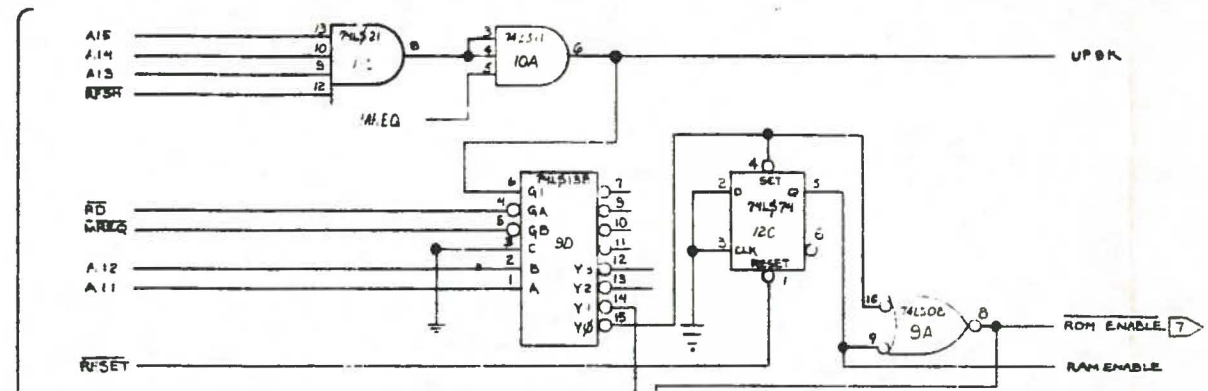 A15 13 74LS21 8
A14 10
A13 9
RFSH 12
3 74LS11 6
4 10A
5
MREQ
UPBK
74LS138
6 G1 7
RD 4 GA 9
MREQ 5 GB 10
C 11
A12 2 B Y3 12
A11 1 A Y2 13
9D
Y1 14
Y0 15
4
SET
2 D Q 5
74LS74
12C
3 CLK 6
RESET
1
RESET
10 74LS08 8
9 9A
ROM ENABLE 7
RAM ENABLE